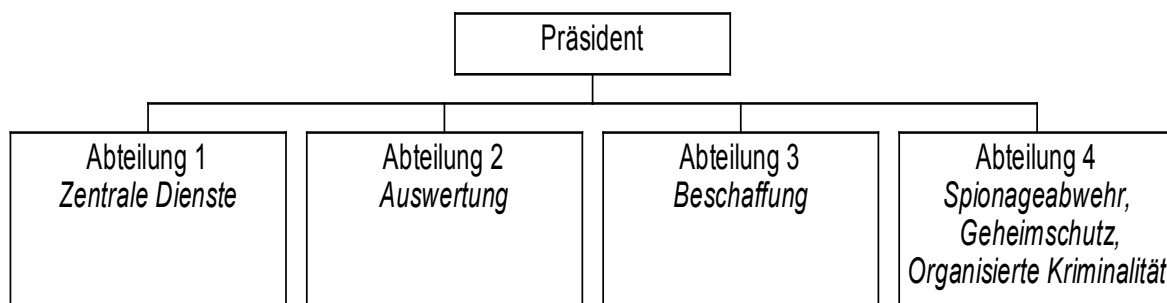 Präsident
Abteilung 1
Zentrale Dienste
Abteilung 2
Auswertung
Abteilung 3
Beschaffung
Abteilung 4
Spionageabwehr,
Geheimschutz,
Organisierte Kriminalität